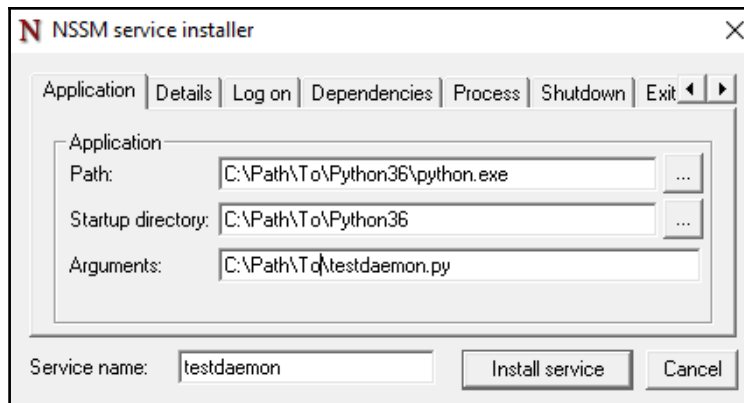 N NSSM service installer
Application Details Log on Dependencies Process Shutdown Exit
Application
Path: C:\Path\To\Python36\python.exe ...
Startup directory: C:\Path\To\Python36 ...
Arguments: C:\Path\To\testdaemon.py
Service name: testdaemon Install service Cancel